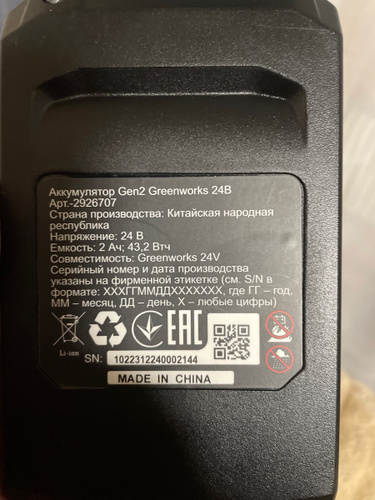 Аккумулятор Gen2 Greenworks 24В
Арт.-2926707
Страна производства: Китайская народная
республика
Напряжение: 24 В
Емкость: 2 Ач; 43,2 Втч
Совместимость: Greenworks 24V
Серийный номер и дата производства
указаны на фирменной этикетке (см. S/N в
формате: XXXГГММДДXXXXXXX, где ГГ – год,
ММ – месяц, ДД – день, X – любые цифры)
Li-ion
EAC
SN: 1022312240002144
MADE IN CHINA